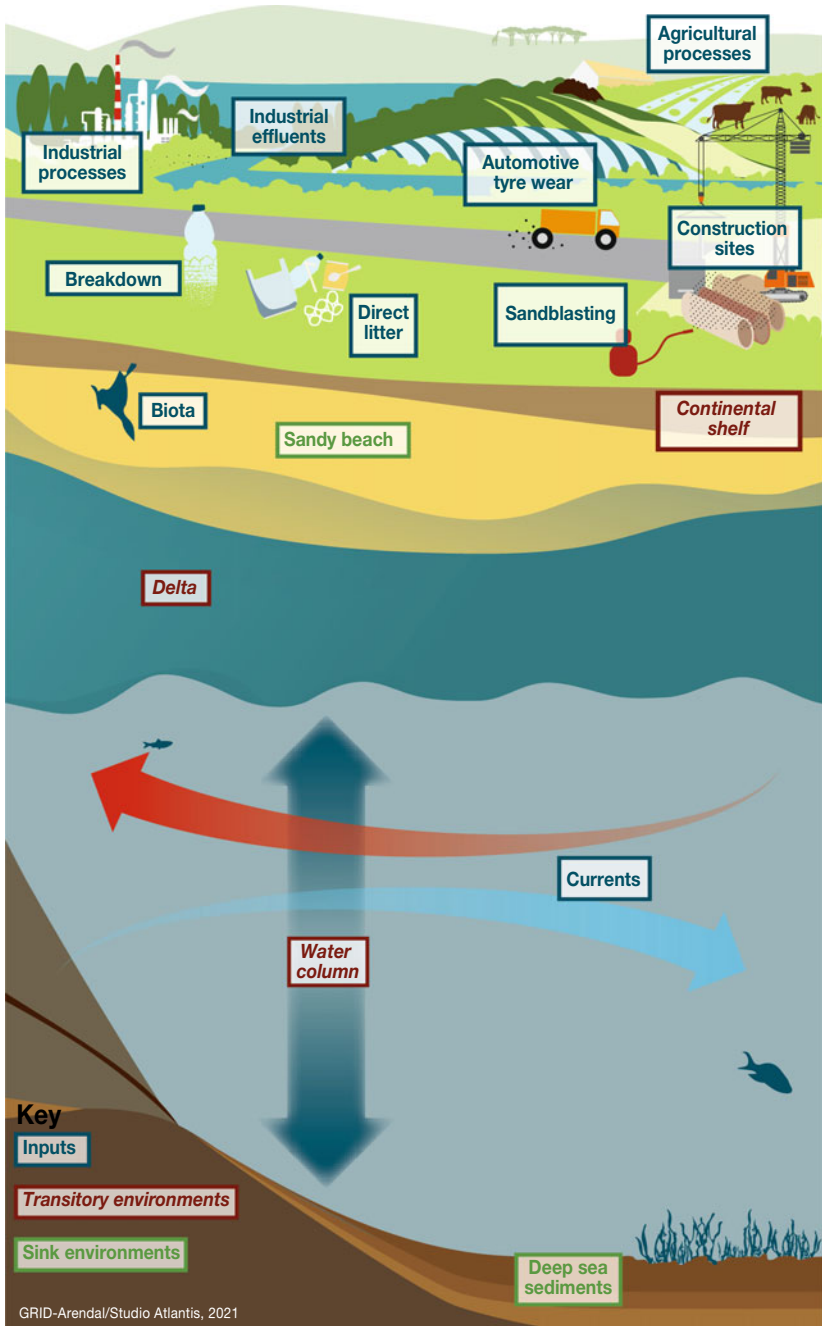 Agricultural
processes
Industrial
effluents
Industrial
processes
Automotive
tyre wear
Construction
sites
Breakdown
Direct
litter
Sandblasting
Biota
Sandy beach
Continental
shelf
Delta
Currents
Water
column
Key
Inputs
Transitory environments
Sink environments
Deep sea
sediments
GRID-Arendal/Studio Atlantis, 2021